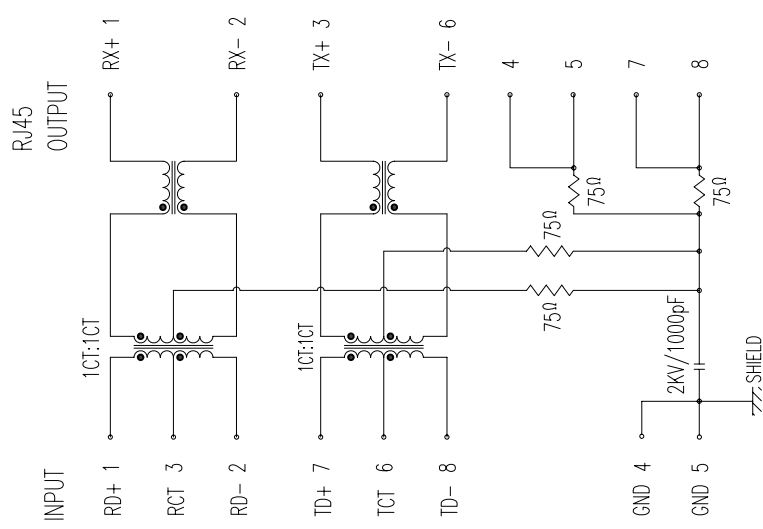 RJ45
OUTPUT
RX+ 1
RX- 2
TX+ 3
TX- 6
4
5
7
8
75Ω
75Ω
75Ω
75Ω
1CT:1CT
1CT:1CT
2KV/1000pF
SHIELD
INPUT
RD+ 1
RCT 3
RD- 2
TD+ 7
TCT 6
TD- 8
GND 4
GND 5